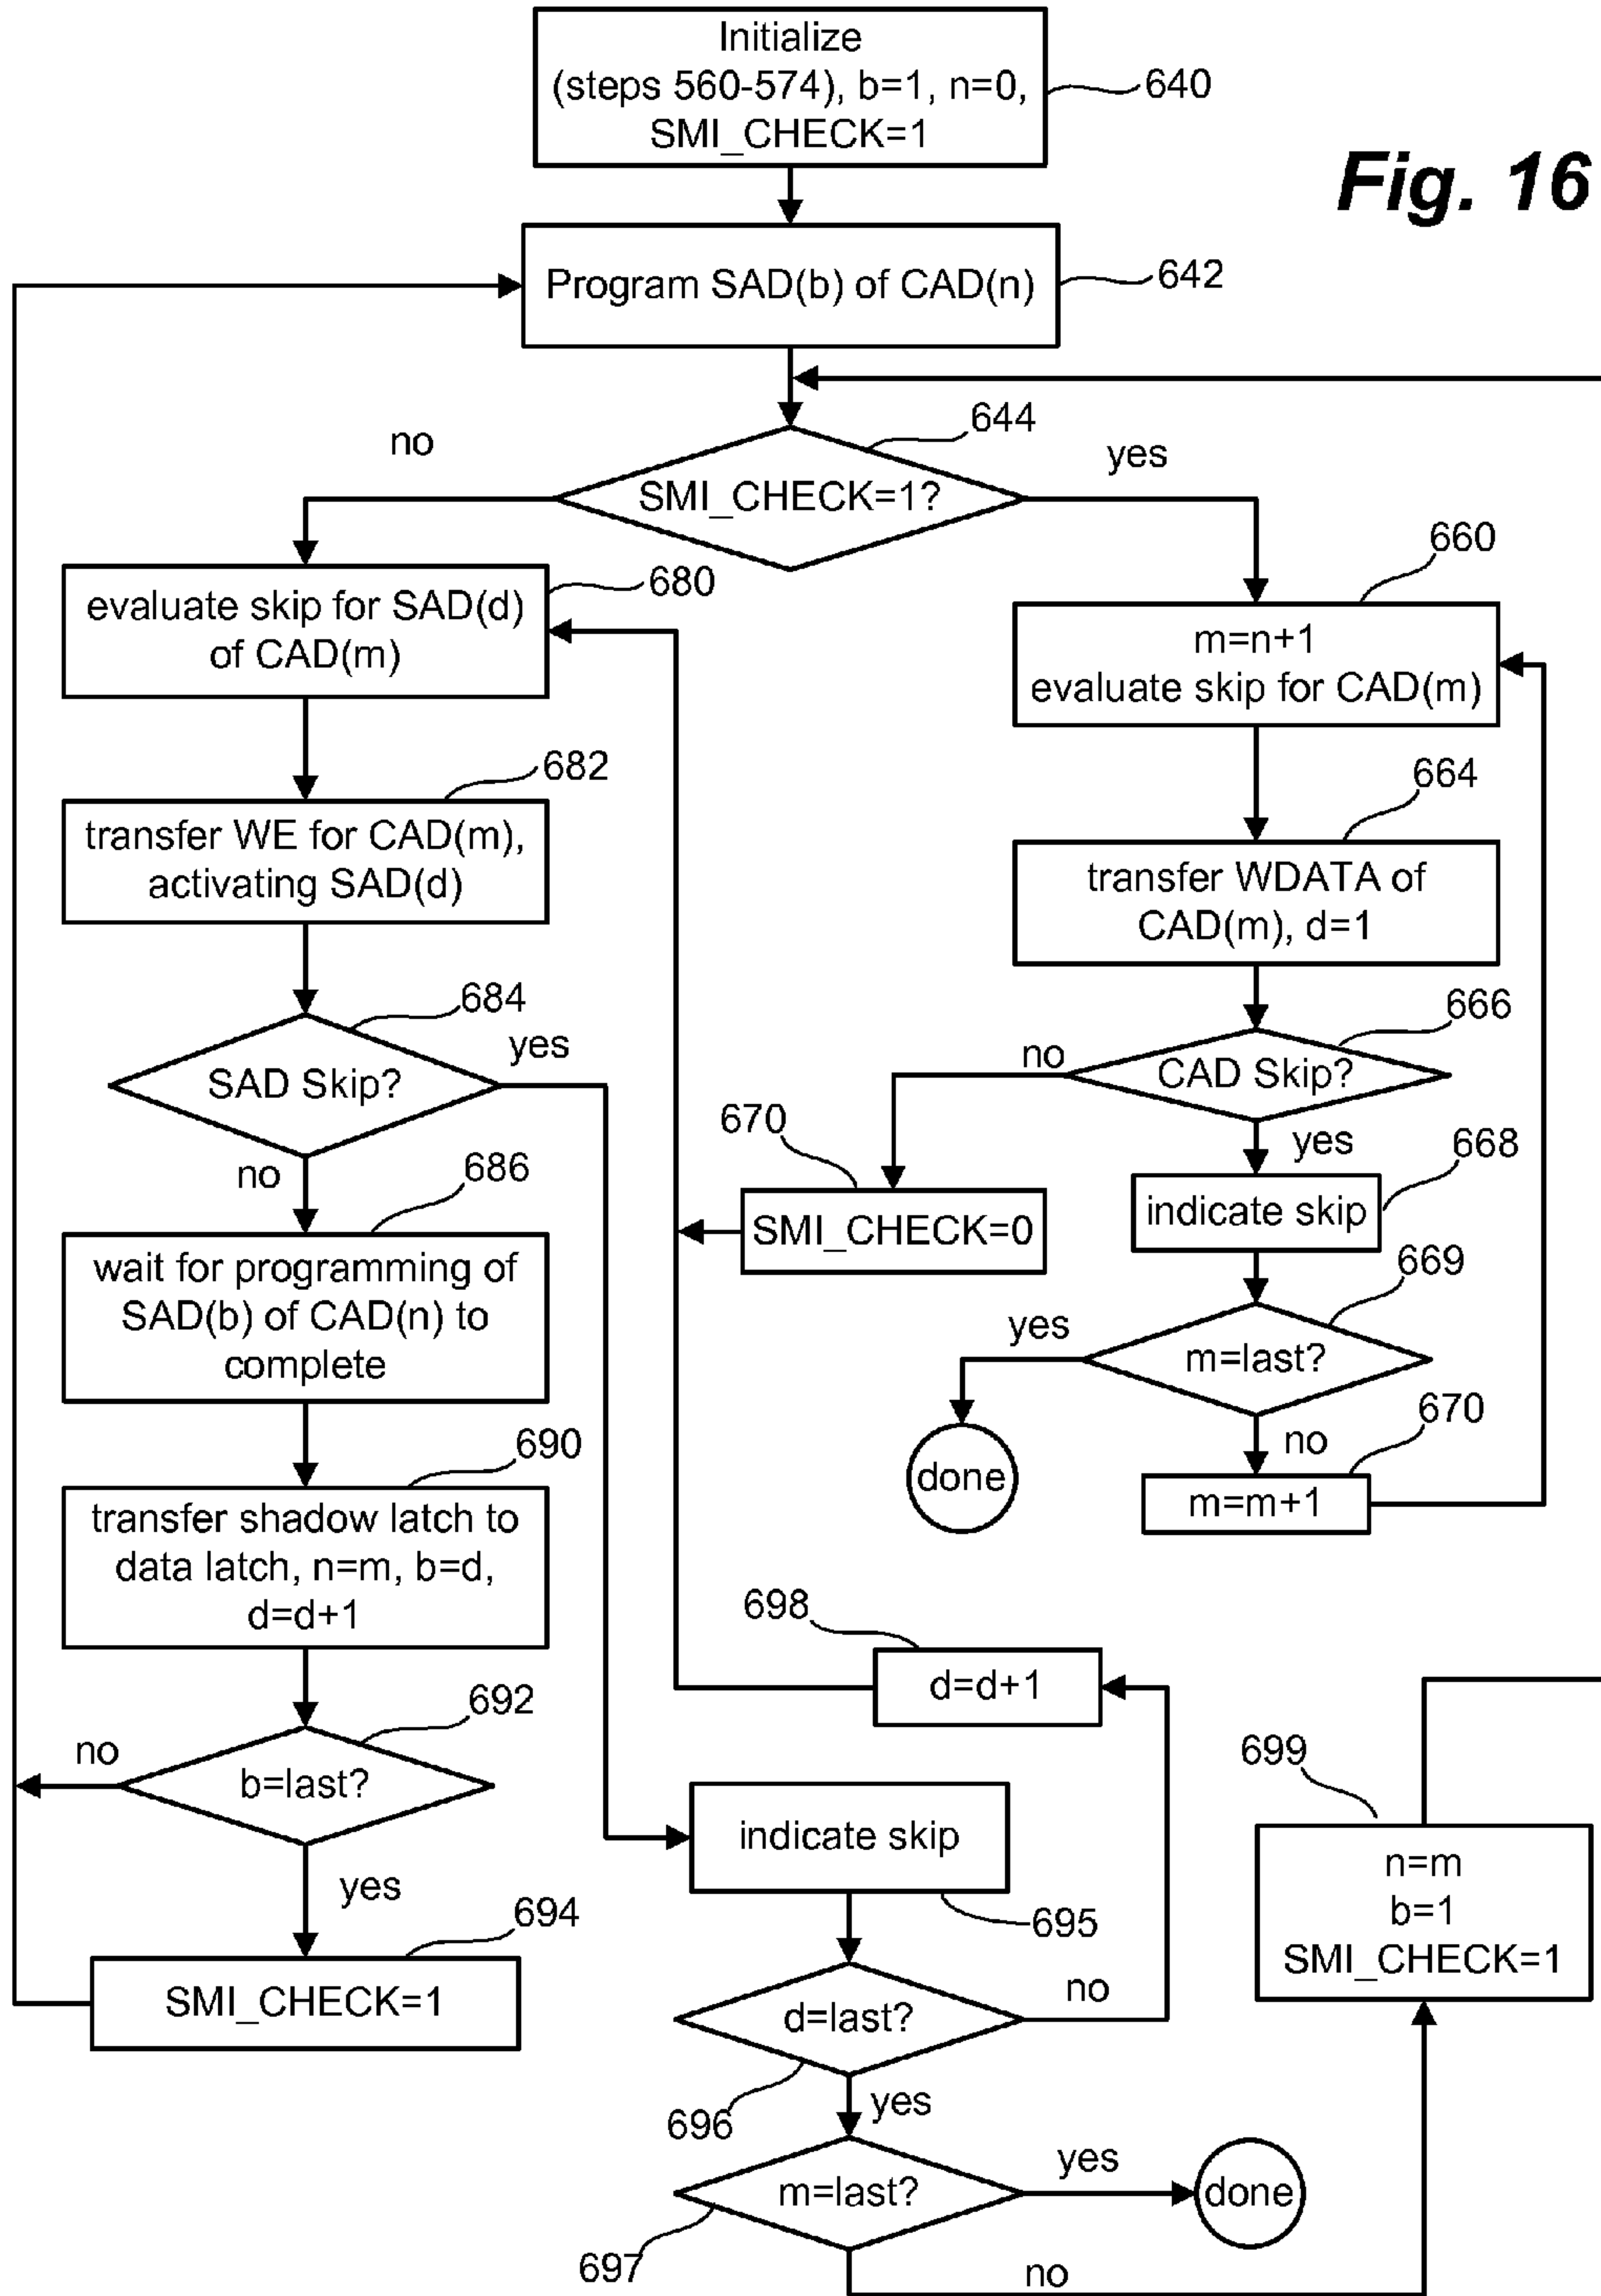 Initialize
(steps 560-574), b=1, n=0,
SMI_CHECK=1
640
Fig. 16
Program SAD(b) of CAD(n)
642
644
no
yes
SMI_CHECK=1?
660
680
evaluate skip for SAD(d)
of CAD(m)
m=n+1
evaluate skip for CAD(m)
682
664
transfer WE for CAD(m),
activating SAD(d)
transfer WDATA of
CAD(m), d=1
684
666
yes
no
SAD Skip?
CAD Skip?
670
yes
668
no
686
SMI_CHECK=0
indicate skip
669
wait for programming of
SAD(b) of CAD(n) to
complete
yes
m=last?
690
670
no
done
m=m+1
transfer shadow latch to
data latch, n=m, b=d,
d=d+1
698
d=d+1
692
no
b=last?
699
indicate skip
n=m
b=1
SMI_CHECK=1
yes
694
695
SMI_CHECK=1
no
d=last?
696
yes
yes
m=last?
done
697
no